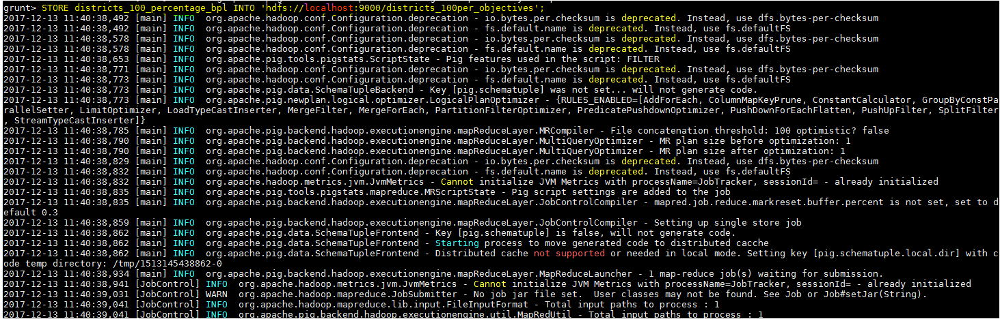 grunt> STORE districts_100_percentage_bpl INTO 'hdfs://localhost:9000/districts_100per_objectives';
2017-12-13 11:40:38,492 [main] INFO  org.apache.hadoop.conf.Configuration.deprecation - io.bytes.per.checksum is deprecated. Instead, use dfs.bytes-per-checksum
2017-12-13 11:40:38,492 [main] INFO  org.apache.hadoop.conf.Configuration.deprecation - fs.default.name is deprecated. Instead, use fs.defaultFS
2017-12-13 11:40:38,578 [main] INFO  org.apache.hadoop.conf.Configuration.deprecation - io.bytes.per.checksum is deprecated. Instead, use dfs.bytes-per-checksum
2017-12-13 11:40:38,578 [main] INFO  org.apache.hadoop.conf.Configuration.deprecation - fs.default.name is deprecated. Instead, use fs.defaultFS
2017-12-13 11:40:38,653 [main] INFO  org.apache.pig.tools.pigstats.ScriptState - Pig features used in the script: FILTER
2017-12-13 11:40:38,771 [main] INFO  org.apache.hadoop.conf.Configuration.deprecation - io.bytes.per.checksum is deprecated. Instead, use dfs.bytes-per-checksum
2017-12-13 11:40:38,773 [main] INFO  org.apache.hadoop.conf.Configuration.deprecation - fs.default.name is deprecated. Instead, use fs.defaultFS
2017-12-13 11:40:38,773 [main] INFO  org.apache.pig.data.SchemaTupleBackend - Key [pig.schematuple] was not set... will not generate code.
2017-12-13 11:40:38,773 [main] INFO  org.apache.pig.newplan.logical.optimizer.LogicalPlanOptimizer - {RULES_ENABLED=[AddForEach, ColumnMapKeyPrune, ConstantCalculator, GroupByConstPa
rallelSetter, LimitOptimizer, LoadTypeCastInserter, MergeFilter, MergeForEach, PartitionFilterOptimizer, PredicatePushdownOptimizer, PushDownForEachFlatten, PushUpFilter, SplitFilter
, StreamTypeCastInserter]}
2017-12-13 11:40:38,785 [main] INFO  org.apache.pig.backend.hadoop.executionengine.mapReduceLayer.MRCompiler - File concatenation threshold: 100 optimistic? false
2017-12-13 11:40:38,790 [main] INFO  org.apache.pig.backend.hadoop.executionengine.mapReduceLayer.MultiQueryOptimizer - MR plan size before optimization: 1
2017-12-13 11:40:38,790 [main] INFO  org.apache.pig.backend.hadoop.executionengine.mapReduceLayer.MultiQueryOptimizer - MR plan size after optimization: 1
2017-12-13 11:40:38,829 [main] INFO  org.apache.hadoop.conf.Configuration.deprecation - io.bytes.per.checksum is deprecated. Instead, use dfs.bytes-per-checksum
2017-12-13 11:40:38,832 [main] INFO  org.apache.hadoop.conf.Configuration.deprecation - fs.default.name is deprecated. Instead, use fs.defaultFS
2017-12-13 11:40:38,832 [main] INFO  org.apache.hadoop.metrics.jvm.JvmMetrics - Cannot initialize JVM Metrics with processName=JobTracker, sessionId= - already initialized
2017-12-13 11:40:38,835 [main] INFO  org.apache.pig.tools.pigstats.mapreduce.MRScriptState - Pig script settings are added to the job
2017-12-13 11:40:38,835 [main] INFO  org.apache.pig.backend.hadoop.executionengine.mapReduceLayer.JobControlCompiler - mapred.job.reduce.markreset.buffer.percent is not set, set to d
efault 0.3
2017-12-13 11:40:38,859 [main] INFO  org.apache.pig.backend.hadoop.executionengine.mapReduceLayer.JobControlCompiler - Setting up single store job
2017-12-13 11:40:38,862 [main] INFO  org.apache.pig.data.SchemaTupleFrontend - Key [pig.schematuple] is false, will not generate code.
2017-12-13 11:40:38,862 [main] INFO  org.apache.pig.data.SchemaTupleFrontend - Starting process to move generated code to distributed cacche
2017-12-13 11:40:38,862 [main] INFO  org.apache.pig.data.SchemaTupleFrontend - Distributed cache not supported or needed in local mode. Setting key [pig.schematuple.local.dir] with c
ode temp directory: /tmp/1513145438862-0
2017-12-13 11:40:38,934 [main] INFO  org.apache.pig.backend.hadoop.executionengine.mapReduceLayer.MapReduceLauncher - 1 map-reduce job(s) waiting for submission.
2017-12-13 11:40:38,941 [JobControl] INFO  org.apache.hadoop.metrics.jvm.JvmMetrics - Cannot initialize JVM Metrics with processName=JobTracker, sessionId= - already initialized
2017-12-13 11:40:39,031 [JobControl] WARN  org.apache.hadoop.mapreduce.JobSubmitter - No job jar file set.  User classes may not be found. See Job or Job#setJar(String).
2017-12-13 11:40:39,041 [JobControl] INFO  org.apache.hadoop.mapreduce.lib.input.FileInputFormat - Total input paths to process : 1
2017-12-13 11:40:39,041 [JobControl] INFO  org.apache.pig.backend.hadoop.executionengine.util.MapRedUtil - Total input paths to process : 1